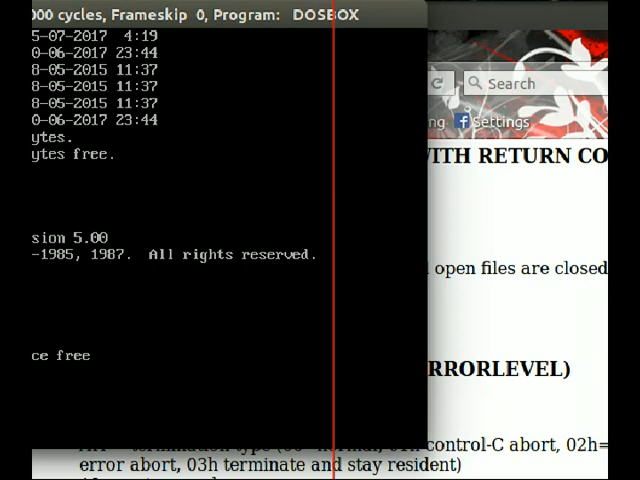 000 cycles, Frameskip 0, Program: DOSBOX
5-07-2017 4:19
0-06-2017 23:44
8-05-2015 11:37
8-05-2015 11:37
8-05-2015 11:37
0-06-2017 23:44
ytes.
ytes free.
sion 5.00
-1985, 1987. All rights reserved.
ce free
Search
ng Settings
WITH RETURN CO
open files are closed
RRORLEVEL)
control-C abort, 02h=
error abort, 03h terminate and stay resident)